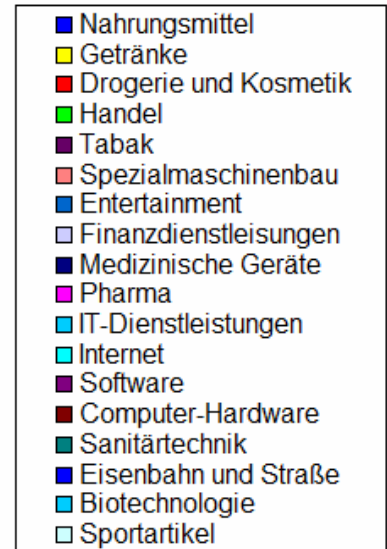 Nahrungsmittel
Getränke
Drogerie und Kosmetik
Handel
Tabak
Spezialmaschinenbau
Entertainment
Finanzdienstleisungen
Medizinische Geräte
Pharma
IT-Dienstleistungen
Internet
Software
Computer-Hardware
Sanitärtechnik
Eisenbahn und Straße
Biotechnologie
Sportartikel